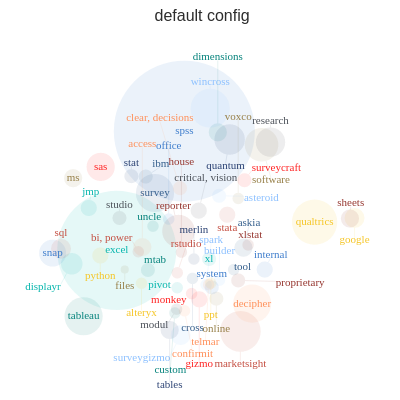 default config
dimensions
wincross
clear, decisions
voxco
research
spss
access
office
stat
ibm
house
quantum
sas
surveycraft
ms
critical, vision
software
jmp
survey
asteroid
studio
reporter
sheets
uncle
stata
askia
qualtrics
sql
bi, power
merlin
xlstat
google
snap
excel
rstudio
spark
builder
internal
mtab
xl
tool
python
system
displayr
files
pivot
proprietary
monkey
decipher
tableau
alteryx
ppt
modul
cross
online
telmar
surveygizmo
confirmit
custom
gizmo
marketsight
tables